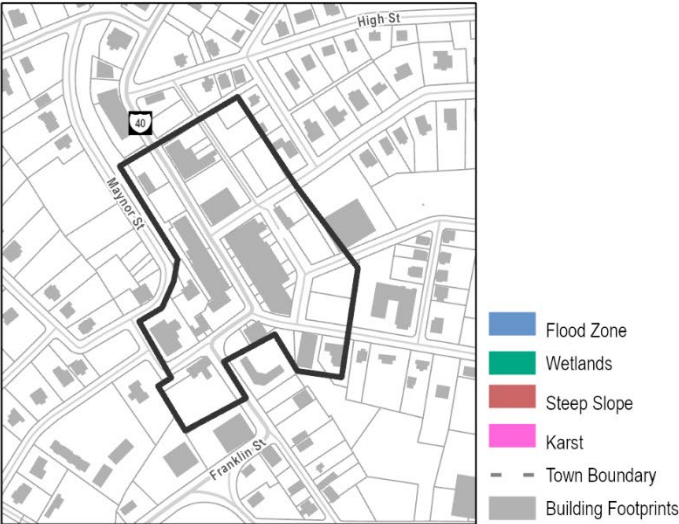 High St
40
Maynor St
Franklin St
Flood Zone
Wetlands
Steep Slope
Karst
Town Boundary
Building Footprints